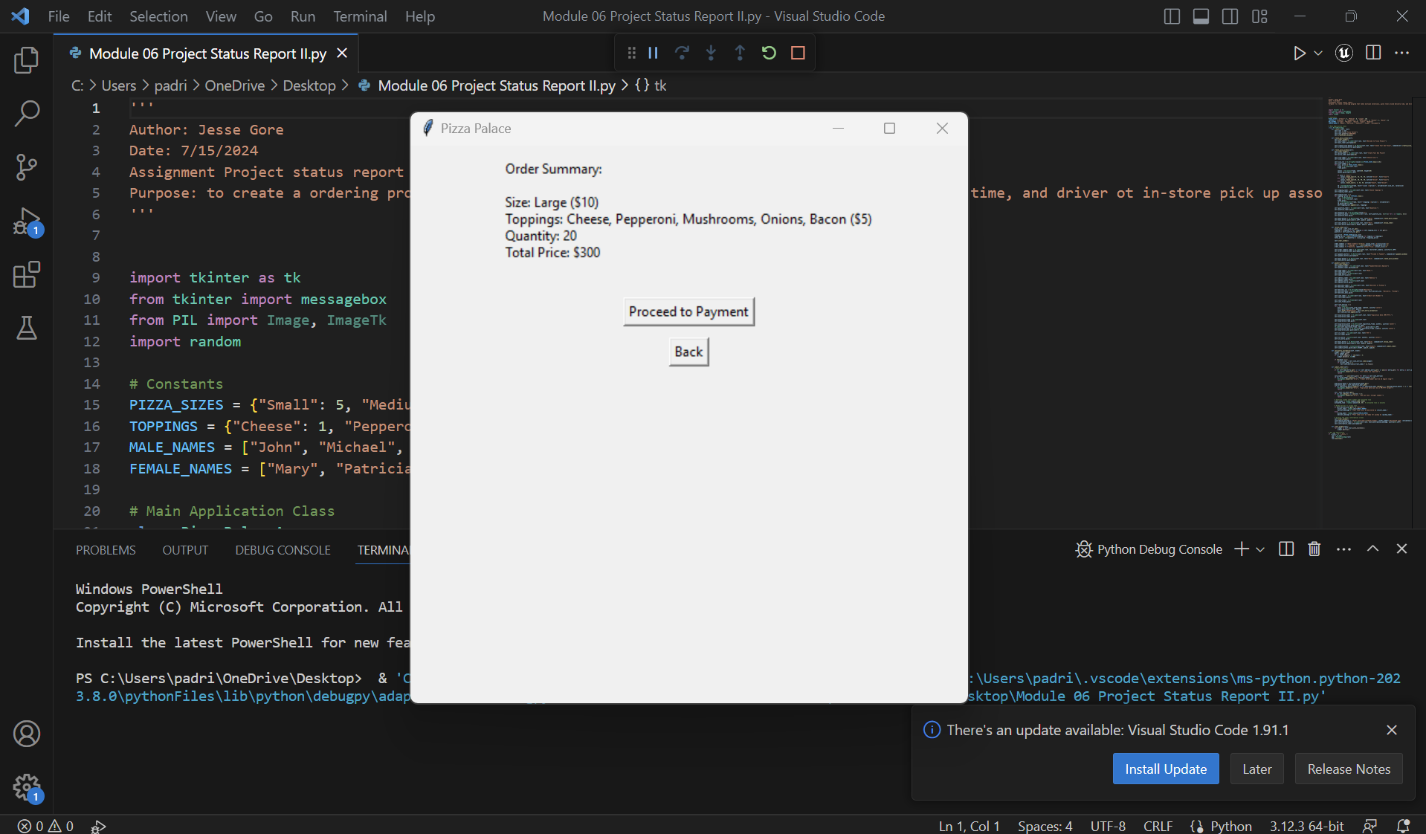 File Edit Selection View Go Run Terminal Help
Module 06 Project Status Report II.py - Visual Studio Code
Module 06 Project Status Report II.py
C: > Users > padri > OneDrive > Desktop > Module 06 Project Status Report II.py > {} tk
1 '''
2 Author: Jesse Gore
3 Date: 7/15/2024
4 Assignment Project status report
5 Purpose: to create a ordering pro time, and driver ot in-store pick up asso
6 '''
7
8
9 import tkinter as tk
10 from tkinter import messagebox
11 from PIL import Image, ImageTk
12 import random
13
14 # Constants
15 PIZZA_SIZES = {"Small": 5, "Mediu
16 TOPPINGS = {"Cheese": 1, "Pepperc
17 MALE_NAMES = ["John", "Michael",
18 FEMALE_NAMES = ["Mary", "Patricia
19
20 # Main Application Class
Pizza Palace
Order Summary:
Size: Large ($10)
Toppings: Cheese, Pepperoni, Mushrooms, Onions, Bacon ($5)
Quantity: 20
Total Price: $300
Proceed to Payment
Back
PROBLEMS OUTPUT DEBUG CONSOLE TERMINA
Python Debug Console
Windows PowerShell
Copyright (C) Microsoft Corporation. All
Install the latest PowerShell for new fea
PS C:\Users\padri\OneDrive\Desktop> & 'C :\Users\padri\.vscode\extensions\ms-python.python-202
3.8.0\pythonFiles\lib\python\debugpy\adap sktop\Module 06 Project Status Report II.py'
There's an update available: Visual Studio Code 1.91.1
Install Update Later Release Notes
1
1
0 0
Ln 1, Col 1 Spaces: 4 UTF-8 CRLF {} Python 3.12.3 64-bit